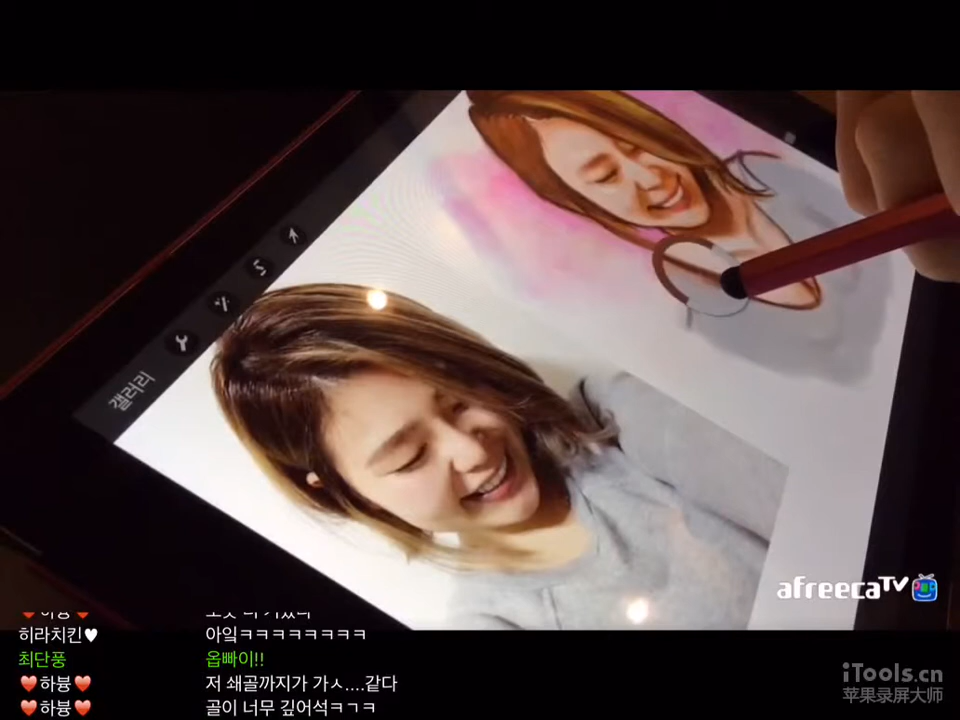 갤러리
afreecaTV
히라치킨♥ 아잌ㅋㅋㅋㅋㅋㅋㅋㅋ
최단풍 옵빠이!!
❤️하븅❤️ 저 쇄골까지가 가ㅅ....같다
❤️하븅❤️ 골이 너무 깊어석ㅋㄱㅋ
iTools.cn
苹果录屏大师